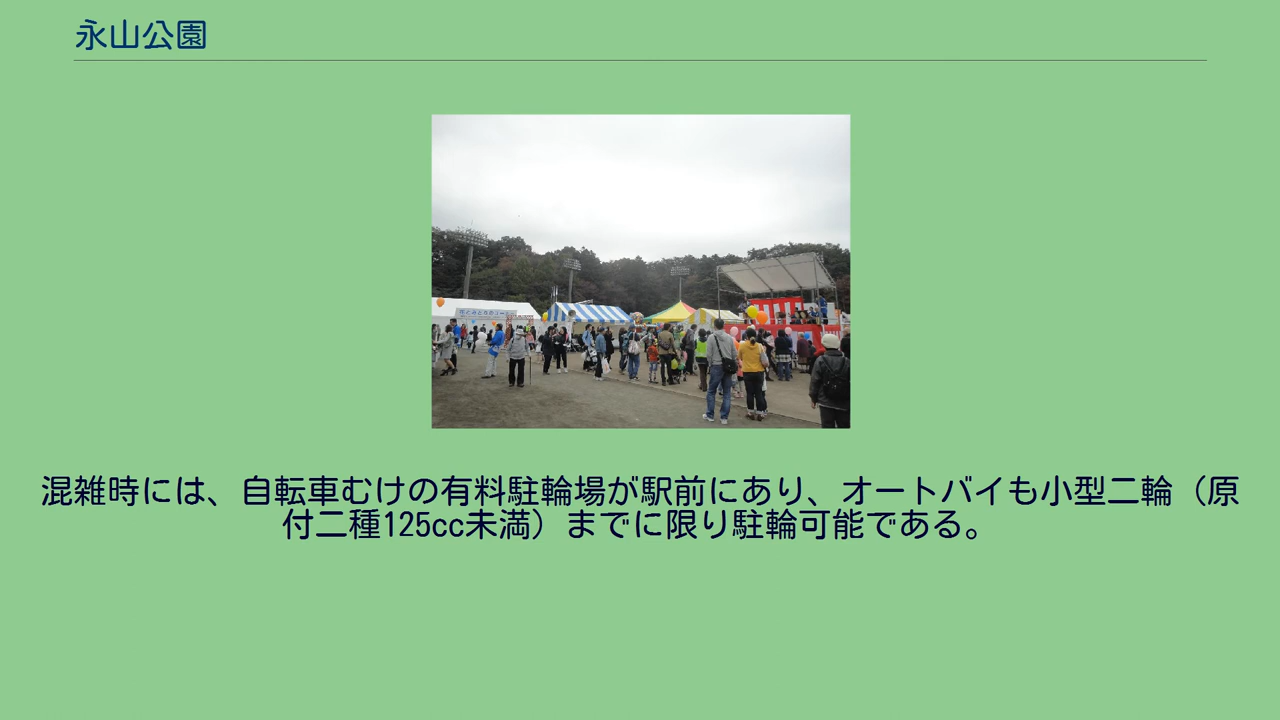 永山公園
混雑時には、自転車むけの有料駐輪場が駅前にあり、オートバイも小型二輪（原
付二種125cc未満）までに限り駐輪可能である。